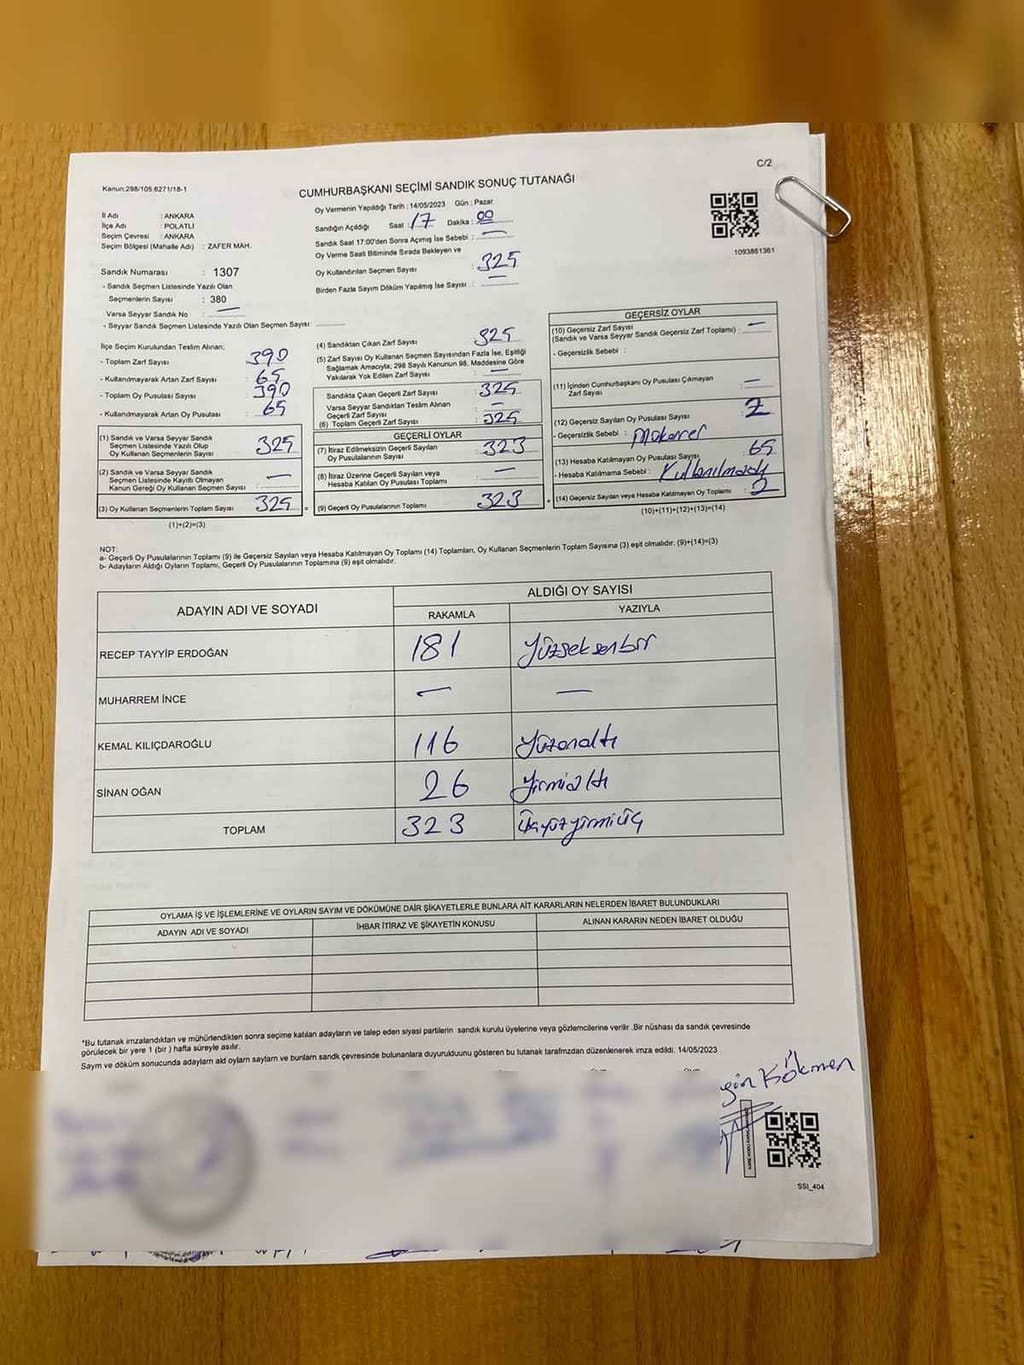 C/2
Kanun:298/105 6271/18-1
CUMHURBAŞKANI SEÇİMİ SANDIK SONUÇ TUTANAĞI
İl Adı : ANKARA
İlçe Adı : POLATLI
Seçim Çevresi : ANKARA
Seçim Bölgesi (Mahalle Adı) : ZAFER MAH.
Oy Vermenin Yapıldığı Tarih : 14/05/2023 Gün : Pazar
Sandığın Açıldığı Saat : 17 Dakika : 00
Sandık Saat 17:00'den Sonra Açımış İse Sebebi : —
Oy Verme Saati Bitiminde Sırada Bekleyen ve
Oy Kullandırılan Seçmen Sayısı : 325
Birden Fazla Sayım Döküm Yapılmış İse Sayısı : —
1093861361
Sandık Numarası : 1307
- Sandık Seçmen Listesinde Yazılı Olan
Seçmenlerin Sayısı : 380
Varsa Seyyar Sandık No : —
- Seyyar Sandık Seçmen Listesinde Yazılı Olan Seçmen Sayısı:
İlçe Seçim Kurulundan Teslim Alınan:
- Toplam Zarf Sayısı : 390
- Kullanılmayarak Artan Zarf Sayısı : 65
- Toplam Oy Pusulası Sayısı : 390
- Kullanılmayarak Artan Oy Pusulası : 65
(1) Sandık ve Varsa Seyyar Sandık
Seçmen Listesinde Yazılı Olup
Oy Kullanan Seçmenlerin Sayısı : 325
(2) Sandık ve Varsa Seyyar Sandık
Seçmen Listesinde Kayıtlı Olmayan
Kanun Gereği Oy Kullanan Seçmen Sayısı : —
(3) Oy Kullanan Seçmenlerin Toplam Sayısı : 325
(1)+(2)=(3)
(4) Sandıktan Çıkan Zarf Sayısı : 325
(5) Zarf Sayısı Oy Kullanan Seçmen Sayısından Fazla İse, Eşitliği
Sağlamak Amacıyla; 298 Sayılı Kanunun 98. Maddesine Göre
Yakılarak Yok Edilen Zarf Sayısı : —
Sandıkta Çıkan Geçerli Zarf Sayısı : 325
Varsa Seyyar Sandıktan Teslim Alınan
Geçerli Zarf Sayısı : —
(6) Toplam Geçerli Zarf Sayısı : 325
GEÇERLİ OYLAR
(7) İtiraz Edilmeksizin Geçerli Sayılan
Oy Pusulalarının Sayısı : 323
(8) İtiraz Üzerine Geçerli Sayılan veya
Hesaba Katılan Oy Pusulası Toplamı : —
(9) Geçerli Oy Pusulalarının Toplamı : 323
GEÇERSİZ OYLAR
(10) Geçersiz Zarf Sayısı
(Sandık ve Varsa Seyyar Sandık Geçersiz Zarf Toplamı) : —
- Geçersizlik Sebebi :
(11) İçinden Cumhurbaşkanı Oy Pusulası Çıkmayan
Zarf Sayısı : —
(12) Geçersiz Sayılan Oy Pusulası Sayısı : 2
- Geçersizlik Sebebi :
(13) Hesaba Katılmayan Oy Pusulası Sayısı : 65
- Hesaba Katılmama Sebebi : Kullanılmadı
(14) Geçersiz Sayılan veya Hesaba Katılmayan Oy Toplamı : 2
(10)+(11)+(12)+(13)=(14)
NOT:
a- Geçerli Oy Pusulalarının Toplamı (9) ile Geçersiz Sayılan veya Hesaba Katılmayan Oy Toplamı (14) Toplamları, Oy Kullanan Seçmenlerin Toplam Sayısına (3) eşit olmalıdır. (9)+(14)=(3)
b- Adayların Aldığı Oyların Toplamı, Geçerli Oy Pusulalarının Toplamına (9) eşit olmalıdır.
ADAYIN ADI VE SOYADI
ALDIĞI OY SAYISI
RAKAMLA YAZIYLA
RECEP TAYYİP ERDOĞAN 181 Yüzseksenbir
MUHARREM İNCE — —
KEMAL KILIÇDAROĞLU 116 Yüzonaltı
SİNAN OĞAN 26 Yirmialtı
TOPLAM 323 Üçyüzyirmiüç
OYLAMA İŞ VE İŞLEMLERİNE VE OYLARIN SAYIM VE DÖKÜMÜNE DAİR ŞİKAYETLERLE BUNLARA AİT KARARLARIN NELERDEN İBARET BULUNDUKLARI
ADAYIN ADI VE SOYADI İHBAR İTİRAZ VE ŞİKAYETİN KONUSU ALINAN KARARIN NEDEN İBARET OLDUĞU
*Bu tutanak imzalandıktan ve mühürlendikten sonra seçime katılan adayların ve talep eden siyasi partilerin sandık kurulu üyelerine veya gözlemcilerine verilir .Bir nüshası da sandık çevresinde
görülecek bir yere 1 (bir ) hafta süreyle asılır.
Sayım ve döküm sonucunda adayların ald oyların sayların ve bunların sandk çevresinde bulunanlara duyurulduunu gösteren bu tutanak tarafmzdan düzenlenerek imza edildi. 14/05/2023
Kökmen
SSI_404